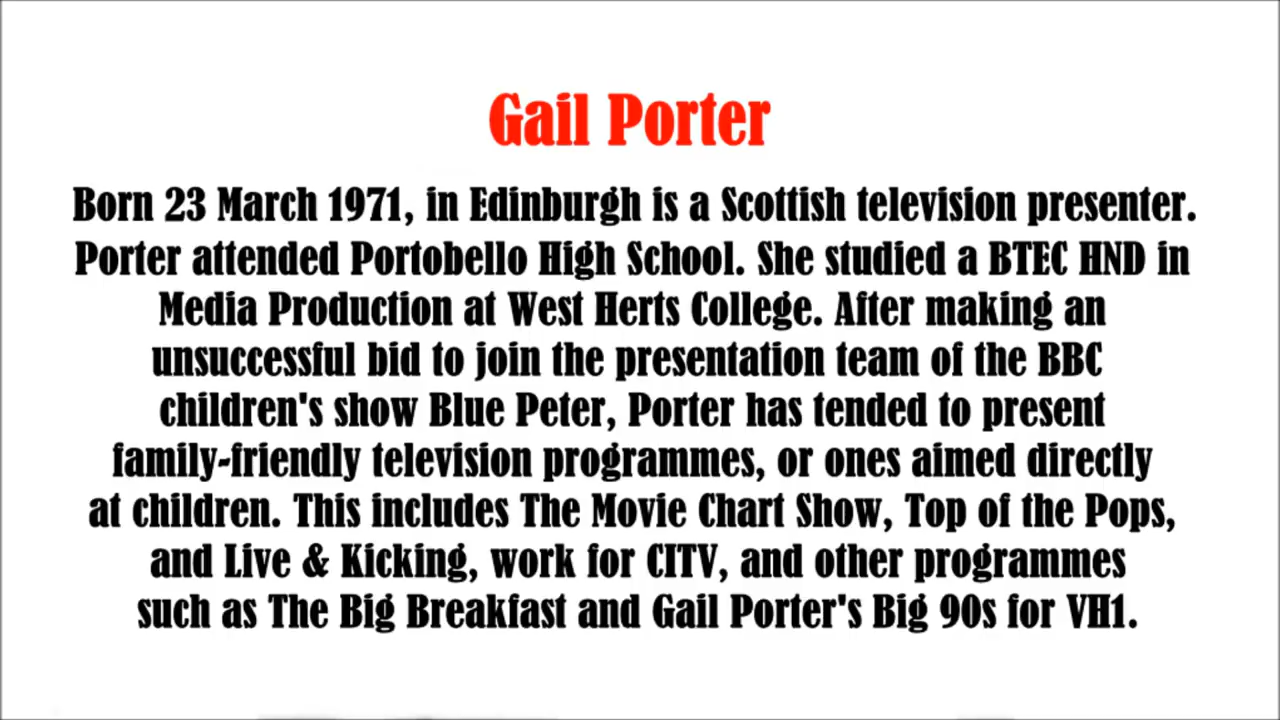 Gail Porter
Born 23 March 1971, in Edinburgh is a Scottish television presenter.
Porter attended Portobello High School. She studied a BTEC HND in
Media Production at West Herts College. After making an
unsuccessful bid to join the presentation team of the BBC
children's show Blue Peter, Porter has tended to present
family-friendly television programmes, or ones aimed directly
at children. This includes The Movie Chart Show, Top of the Pops,
and Live & Kicking, work for CITV, and other programmes
such as The Big Breakfast and Gail Porter's Big 90s for VH1.